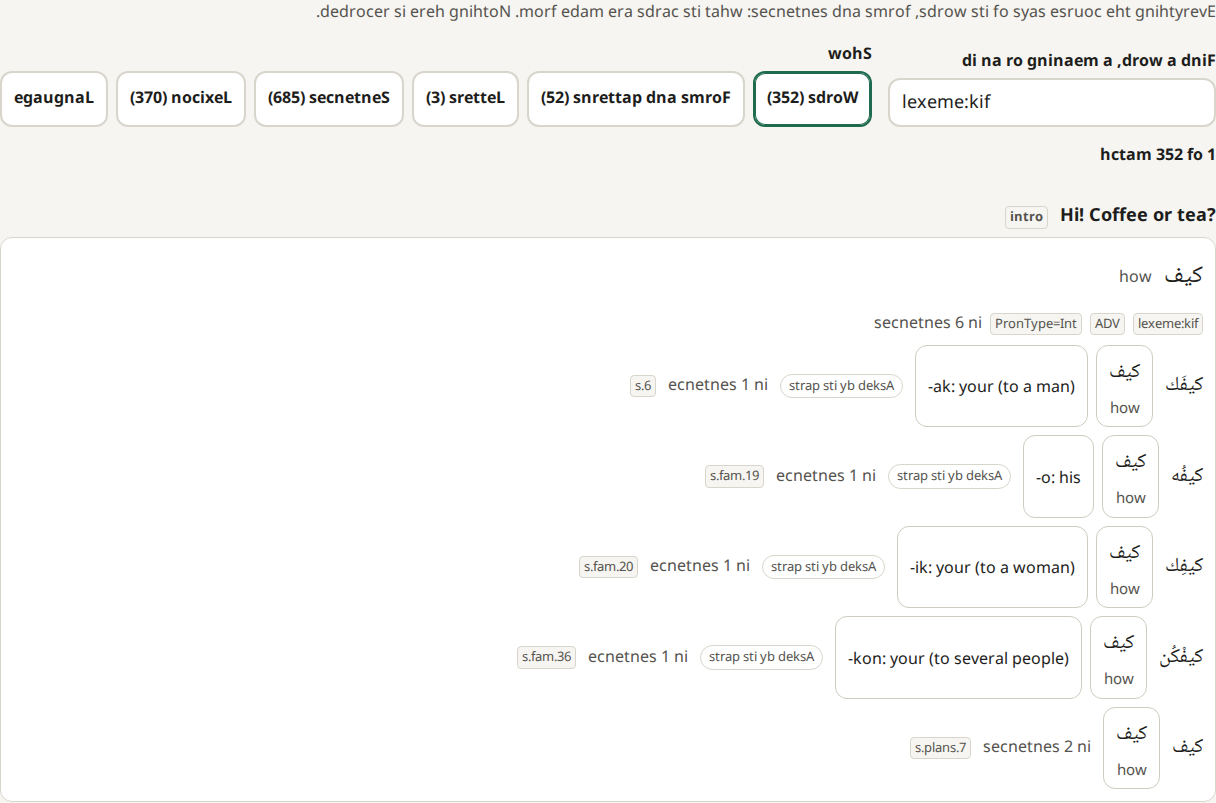 .dedrocer si ereh gnihtoN .morf edam era sdrac sti tahw :secnetnes dna smrof ,sdrow sti fo syas esruoc eht gnihtyrevE
di na ro gninaem a ,drow a dniF
lexeme:kif
wohS
(352) sdroW
(52) snrettap dna smroF
(3) sretteL
(685) secnetneS
(370) nocixeL
egaugnaL
hctam 352 fo 1
Hi! Coffee or tea? intro
كيف how
lexeme:kif ADV PronType=Int secnetnes 6 ni
كيفَك
كيف
how
-ak: your (to a man)
strap sti yb deksA
ecnetnes 1 ni
s.6
كيفُه
كيف
how
-o: his
strap sti yb deksA
ecnetnes 1 ni
s.fam.19
كيفِك
كيف
how
-ik: your (to a woman)
strap sti yb deksA
ecnetnes 1 ni
s.fam.20
كيفْكُن
كيف
how
-kon: your (to several people)
strap sti yb deksA
ecnetnes 1 ni
s.fam.36
كيف
كيف
how
secnetnes 2 ni
s.plans.7